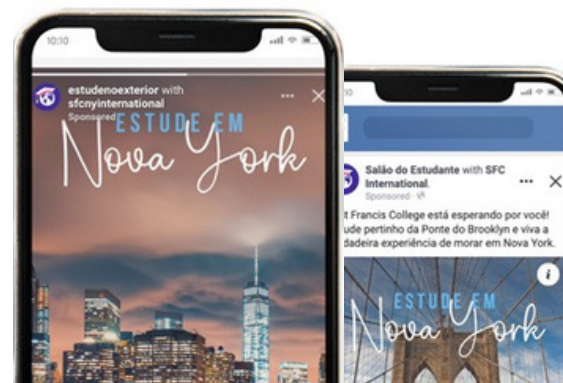 10:10
estudenoexterior with
sfcnyinternational
Sponsored
ESTUDE EM
Nova York
10
Salão do Estudante with SFC
International.
Sponsored ·
t Francis College está esperando por você!
ude pertinho da Ponte do Brooklyn e viva a
dadeira experiência de morar em Nova York.
ESTUDE EM
Nova York